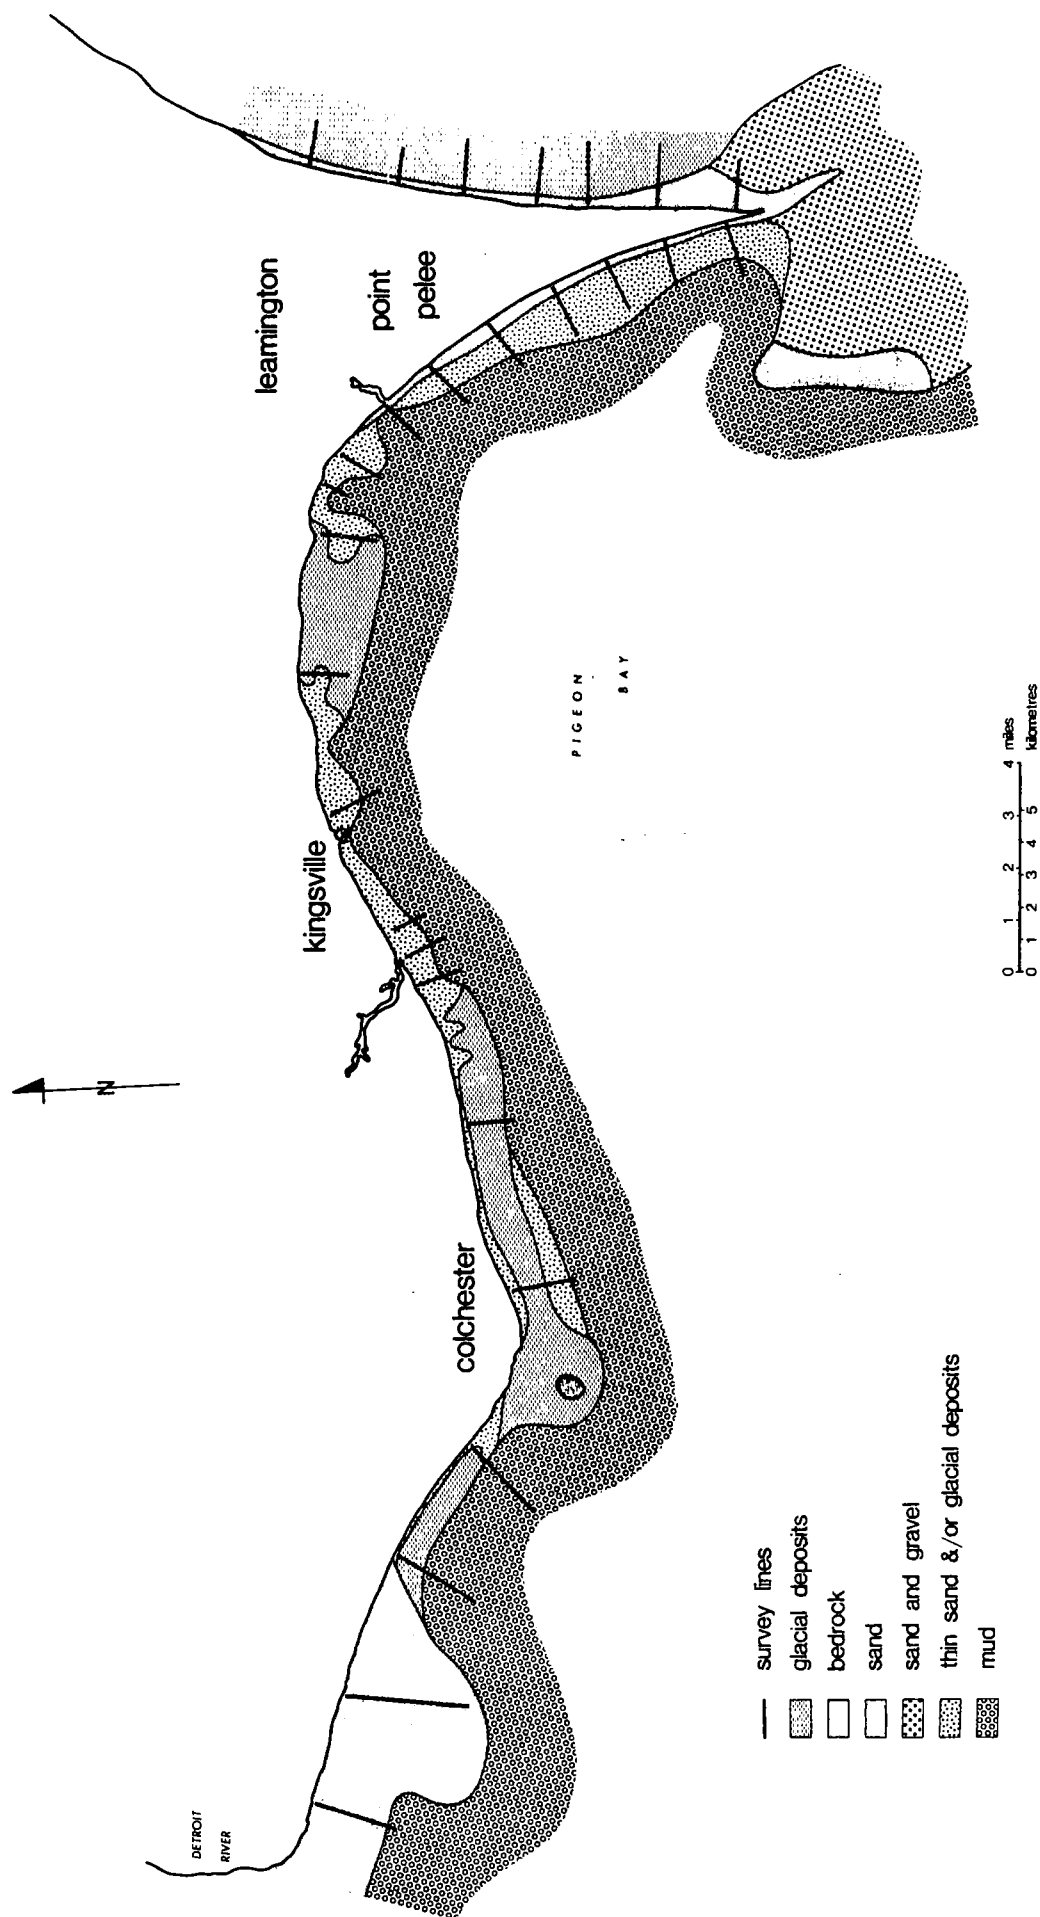 leamington
point
pelee
kingsville
colchester
DETROIT
RIVER
PIGEON
BAY
N
0 1 2 3 4 miles
0 1 2 3 4 5 kilometres
survey lines
glacial deposits
bedrock
sand
sand and gravel
thin sand &/or glacial deposits
mud